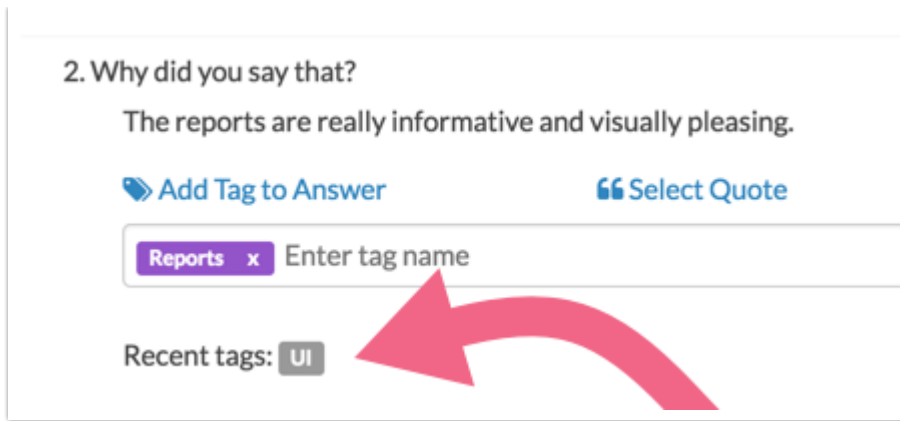 2. Why did you say that?
The reports are really informative and visually pleasing.
Add Tag to Answer Select Quote
Reports x Enter tag name
Recent tags: UI